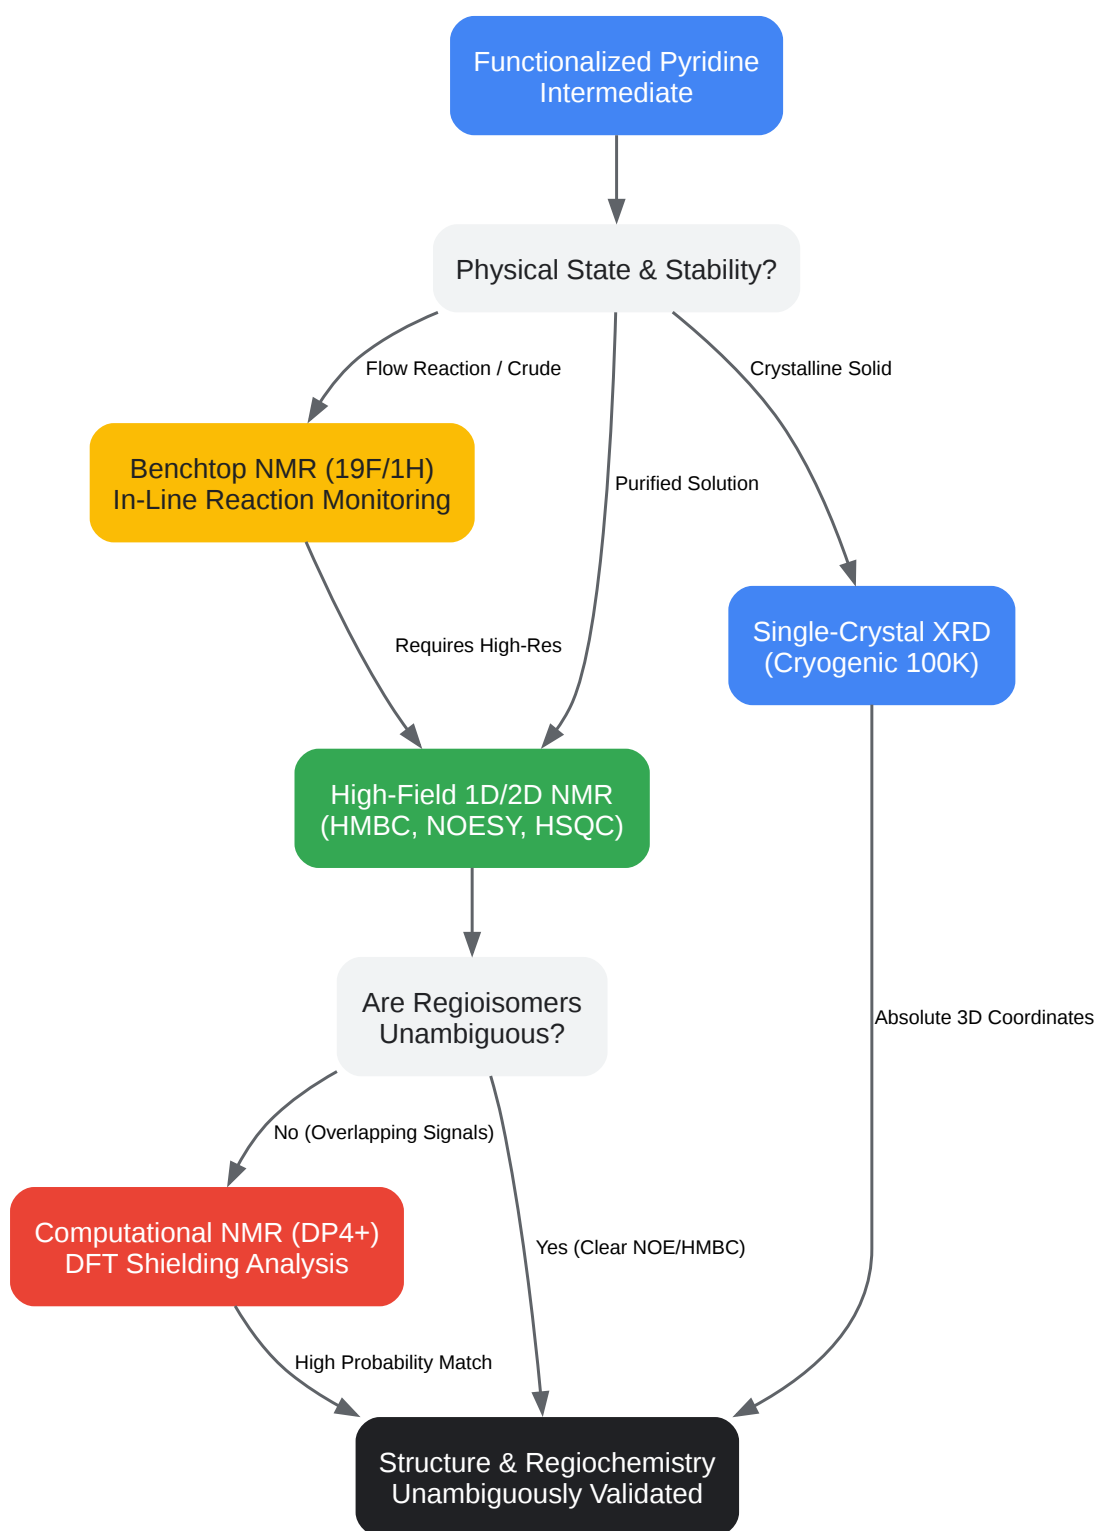 Functionalized Pyridine
Intermediate
Physical State & Stability?
Flow Reaction / Crude
Crystalline Solid
Benchtop NMR (19F/1H)
In-Line Reaction Monitoring
Purified Solution
Requires High-Res
Single-Crystal XRD
(Cryogenic 100K)
High-Field 1D/2D NMR
(HMBC, NOESY, HSQC)
Are Regioisomers
Unambiguous?
Absolute 3D Coordinates
No (Overlapping Signals)
Computational NMR (DP4+)
DFT Shielding Analysis
Yes (Clear NOE/HMBC)
High Probability Match
Structure & Regiochemistry
Unambiguously Validated